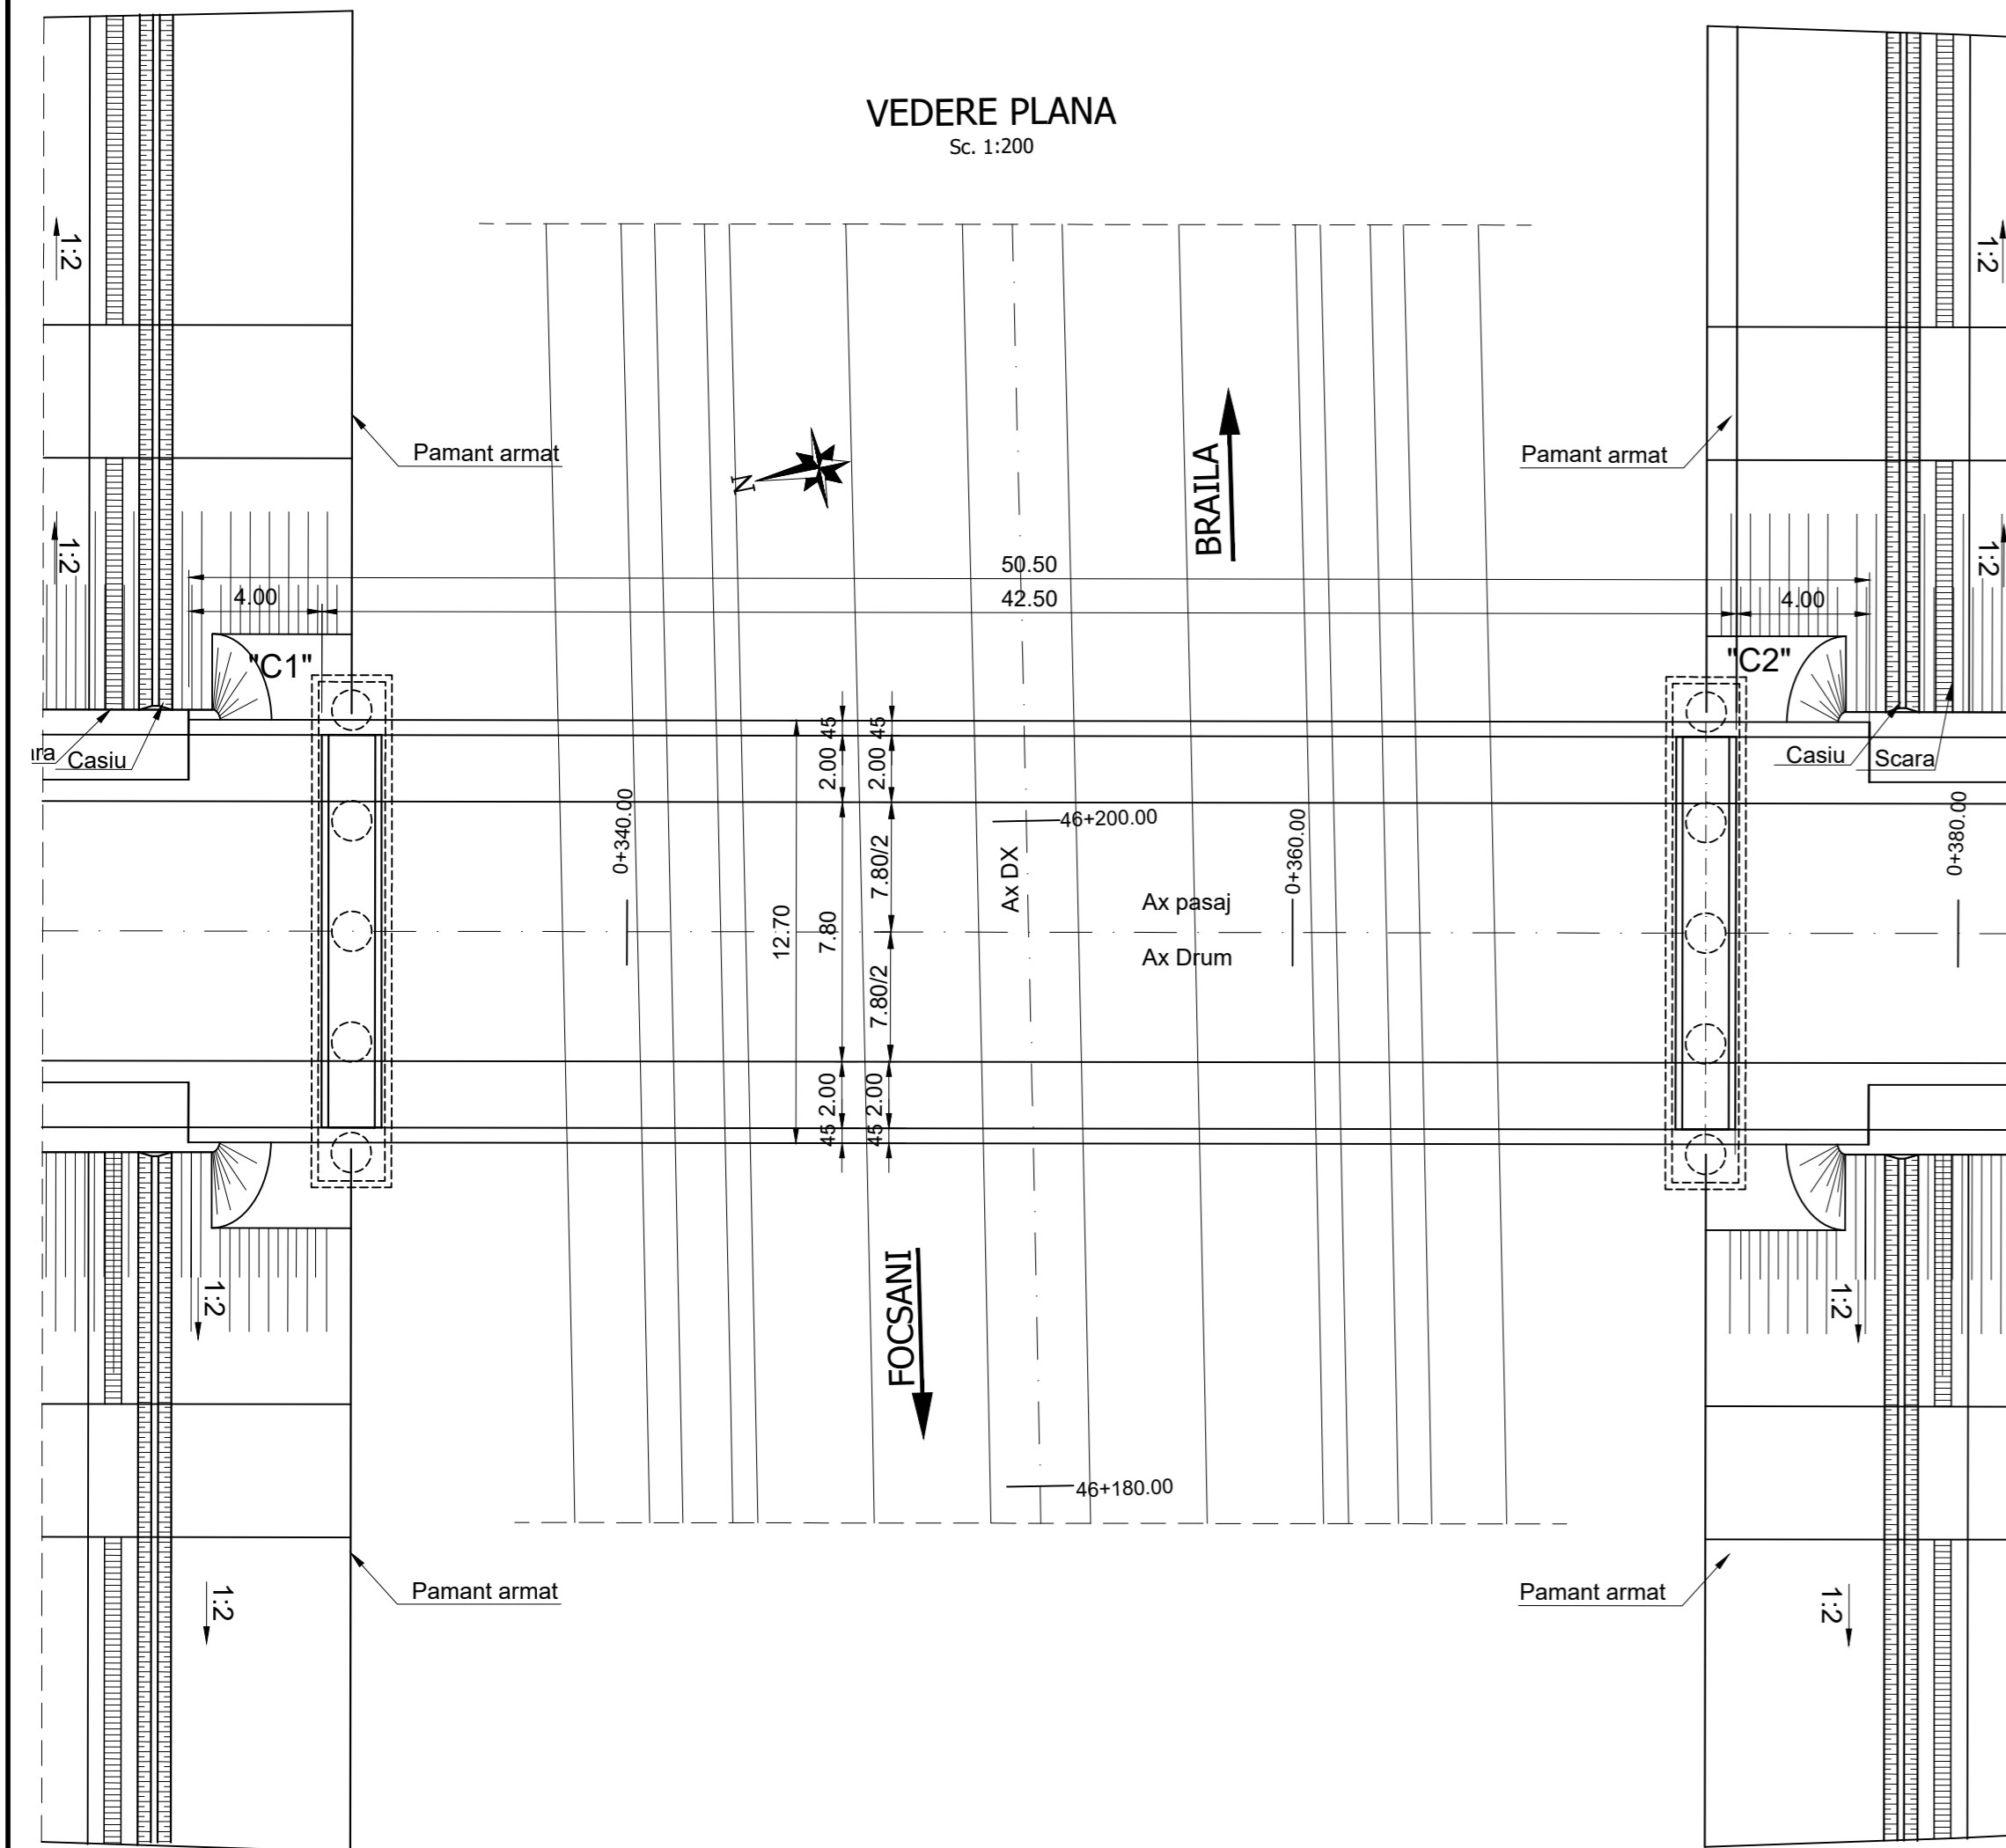 VEDERE PLANA
Sc. 1:200
1:2
1:2
Pamant armat
Pamant armat
N
BRAILA
1:2
1:2
50.50
4.00
42.50
4.00
"C1"
"C2"
Casiu
Casiu
Scara
45
45
2.00
2.00
0+340.00
46+200.00
0+360.00
0+380.00
7.80/2
Ax DX
Ax pasaj
12.70
7.80
Ax Drum
7.80/2
2.00
2.00
45
45
1:2
1:2
FOCSANI
46+180.00
Pamant armat
Pamant armat
1:2
1:2